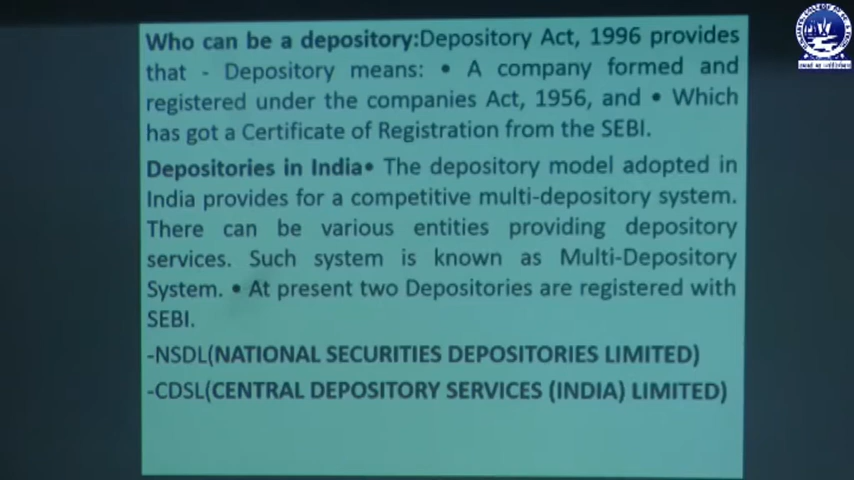 Who can be a depository:Depository Act, 1996 provides
that - Depository means: • A company formed and
registered under the companies Act, 1956, and • Which
has got a Certificate of Registration from the SEBI.
Depositories in India• The depository model adopted in
India provides for a competitive multi-depository system.
There can be various entities providing depository
services. Such system is known as Multi-Depository
System. • At present two Depositories are registered with
SEBI.
-NSDL(NATIONAL SECURITIES DEPOSITORIES LIMITED)
-CDSL(CENTRAL DEPOSITORY SERVICES (INDIA) LIMITED)